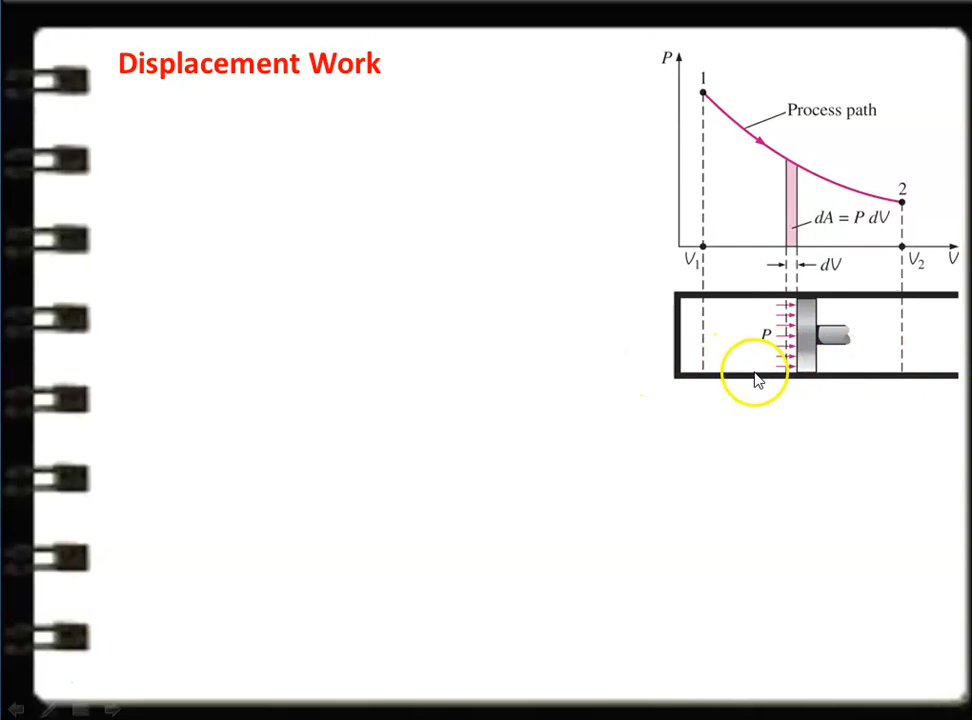 Displacement Work
P
1
Process path
2
dA = P dV
V1
dV
V2
V
P